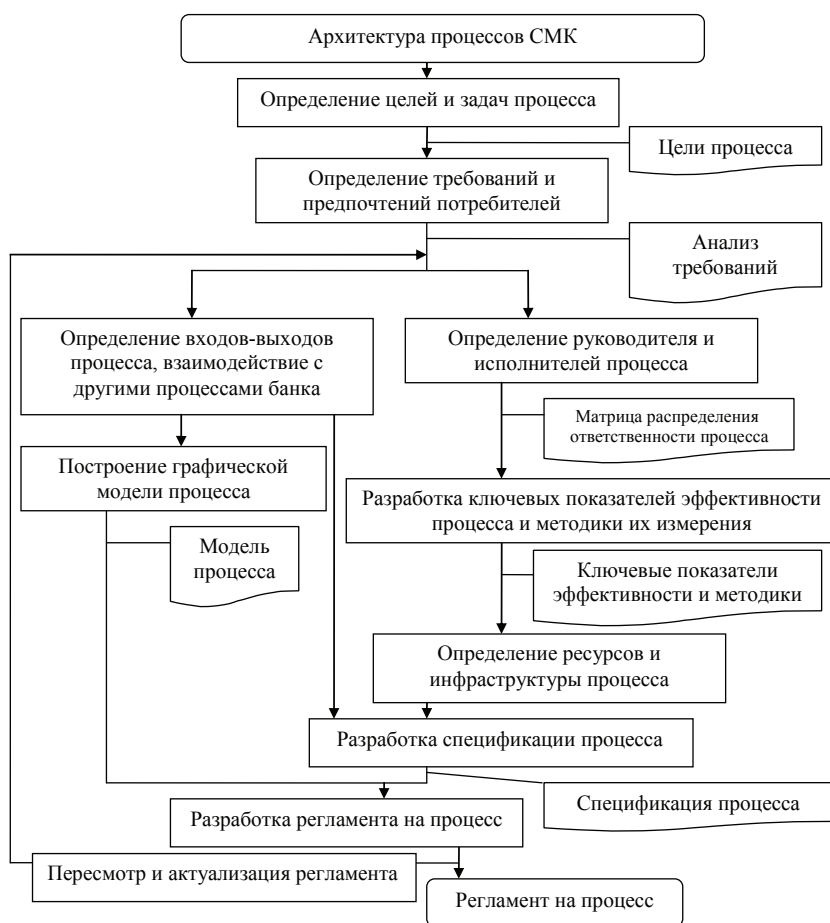 Архитектура процессов СМК
Определение целей и задач процесса
Цели процесса
Определение требований и
предпочтений потребителей
Анализ
требований
Определение входов-выходов
процесса, взаимодействие с
другими процессами банка
Определение руководителя и
исполнителей процесса
Матрица распределения
ответственности процесса
Построение графической
модели процесса
Разработка ключевых показателей эффективности
процесса и методики их измерения
Модель
процесса
Ключевые показатели
эффективности и методики
Определение ресурсов и
инфраструктуры процесса
Разработка спецификации процесса
Спецификация процесса
Разработка регламента на процесс
Пересмотр и актуализация регламента
Регламент на процесс